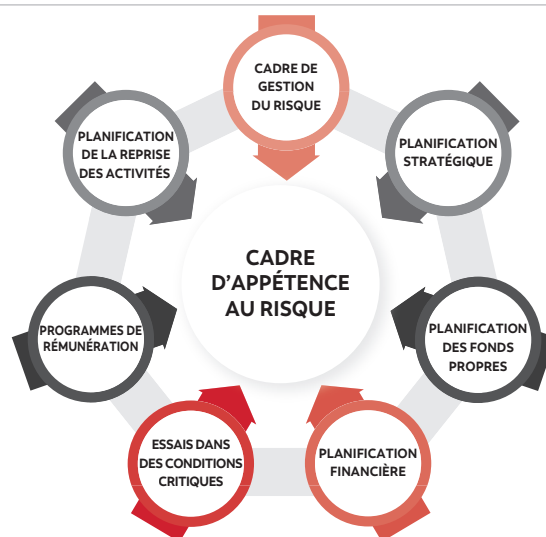 CADRE DE
GESTION
DU RISQUE
PLANIFICATION
STRATÉGIQUE
PLANIFICATION
DES FONDS
PROPRES
PLANIFICATION
FINANCIÈRE
ESSAIS DANS
DES CONDITIONS
CRITIQUES
PROGRAMMES DE
RÉMUNÉRATION
PLANIFICATION
DE LA REPRISE
DES ACTIVITÉS
CADRE
D’APPÉTENCE
AU RISQUE